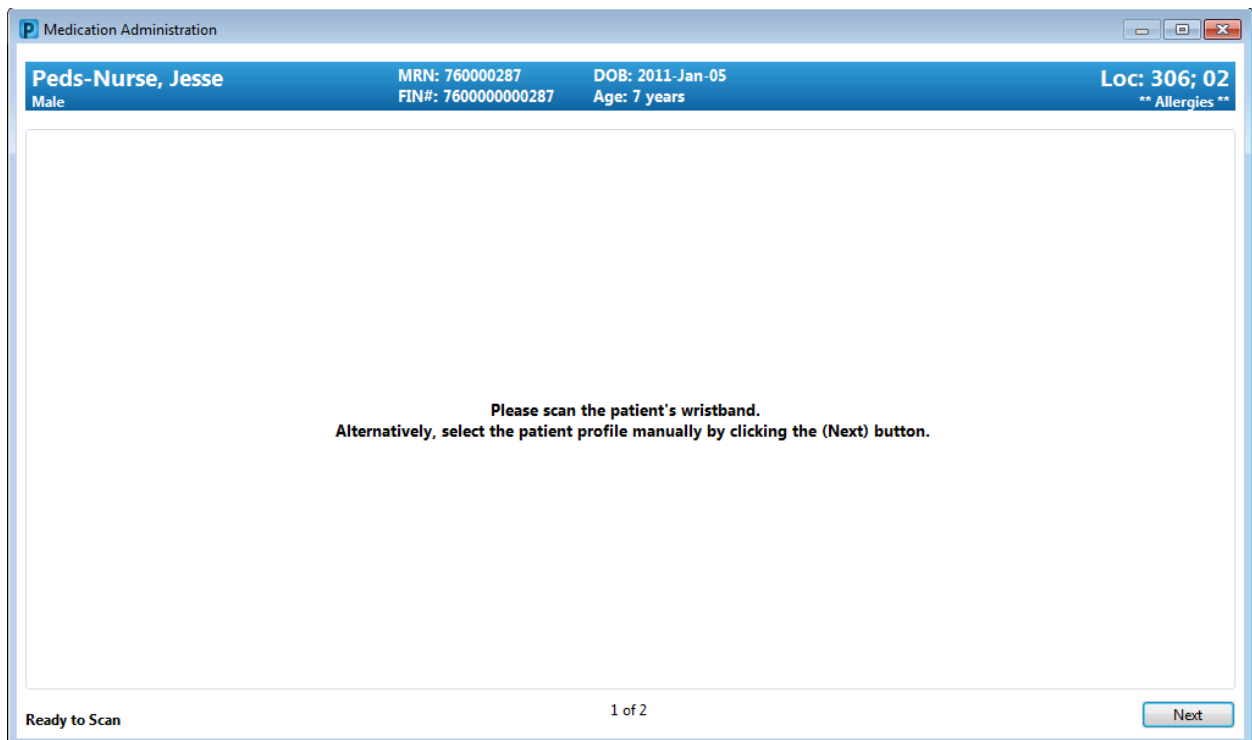 P Medication Administration
Peds-Nurse, Jesse MRN: 760000287 DOB: 2011-Jan-05 Loc: 306; 02
Male FIN#: 7600000000287 Age: 7 years ** Allergies **
Please scan the patient's wristband.
Alternatively, select the patient profile manually by clicking the (Next) button.
Ready to Scan 1 of 2 Next